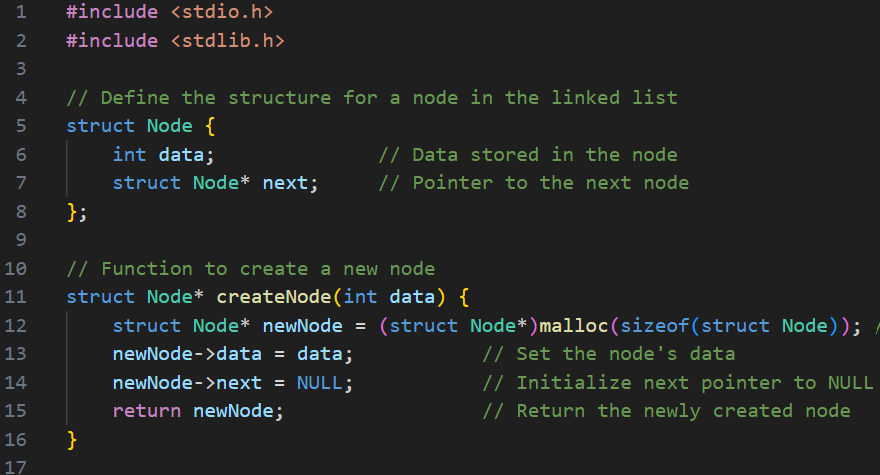 1 #include <stdio.h>
2 #include <stdlib.h>
3
4 // Define the structure for a node in the linked list
5 struct Node {
6     int data;              // Data stored in the node
7     struct Node* next;     // Pointer to the next node
8 };
9
10 // Function to create a new node
11 struct Node* createNode(int data) {
12     struct Node* newNode = (struct Node*)malloc(sizeof(struct Node)); /
13     newNode->data = data;           // Set the node's data
14     newNode->next = NULL;           // Initialize next pointer to NULL
15     return newNode;                 // Return the newly created node
16 }
17